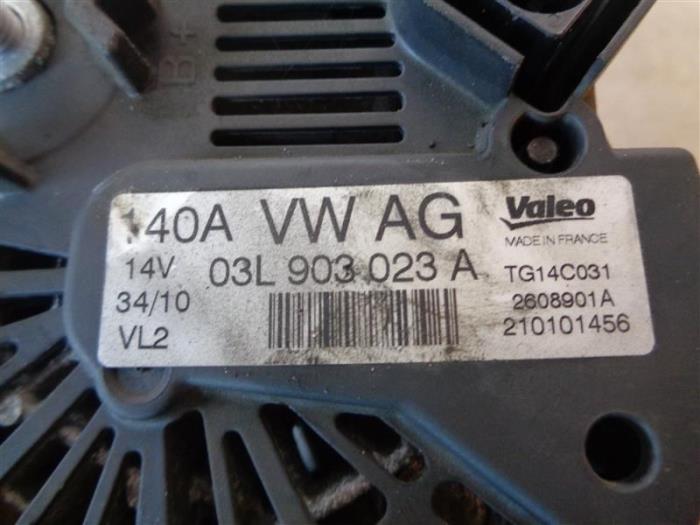 B+
140A VW AG Valeo
MADE IN FRANCE
14V 03L 903 023 A TG14C031
34/10 2608901A
VL2 210101456